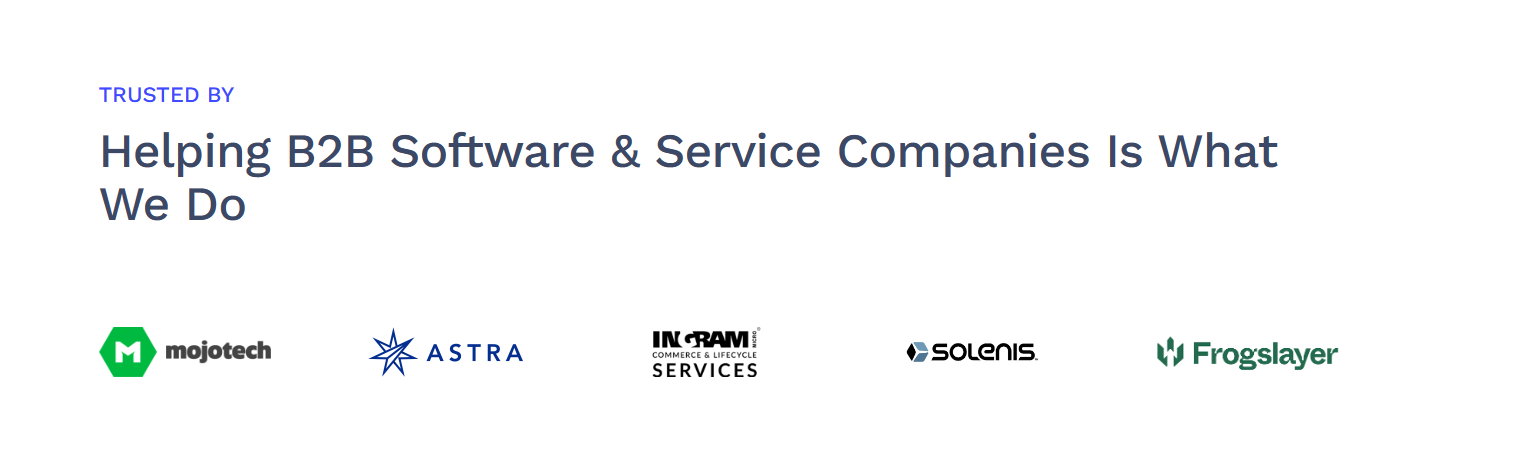 TRUSTED BY
Helping B2B Software & Service Companies Is What
We Do
mojotech
ASTRA
INGRAM MICRO
COMMERCE & LIFECYCLE
SERVICES
SOLENIS
Frogslayer